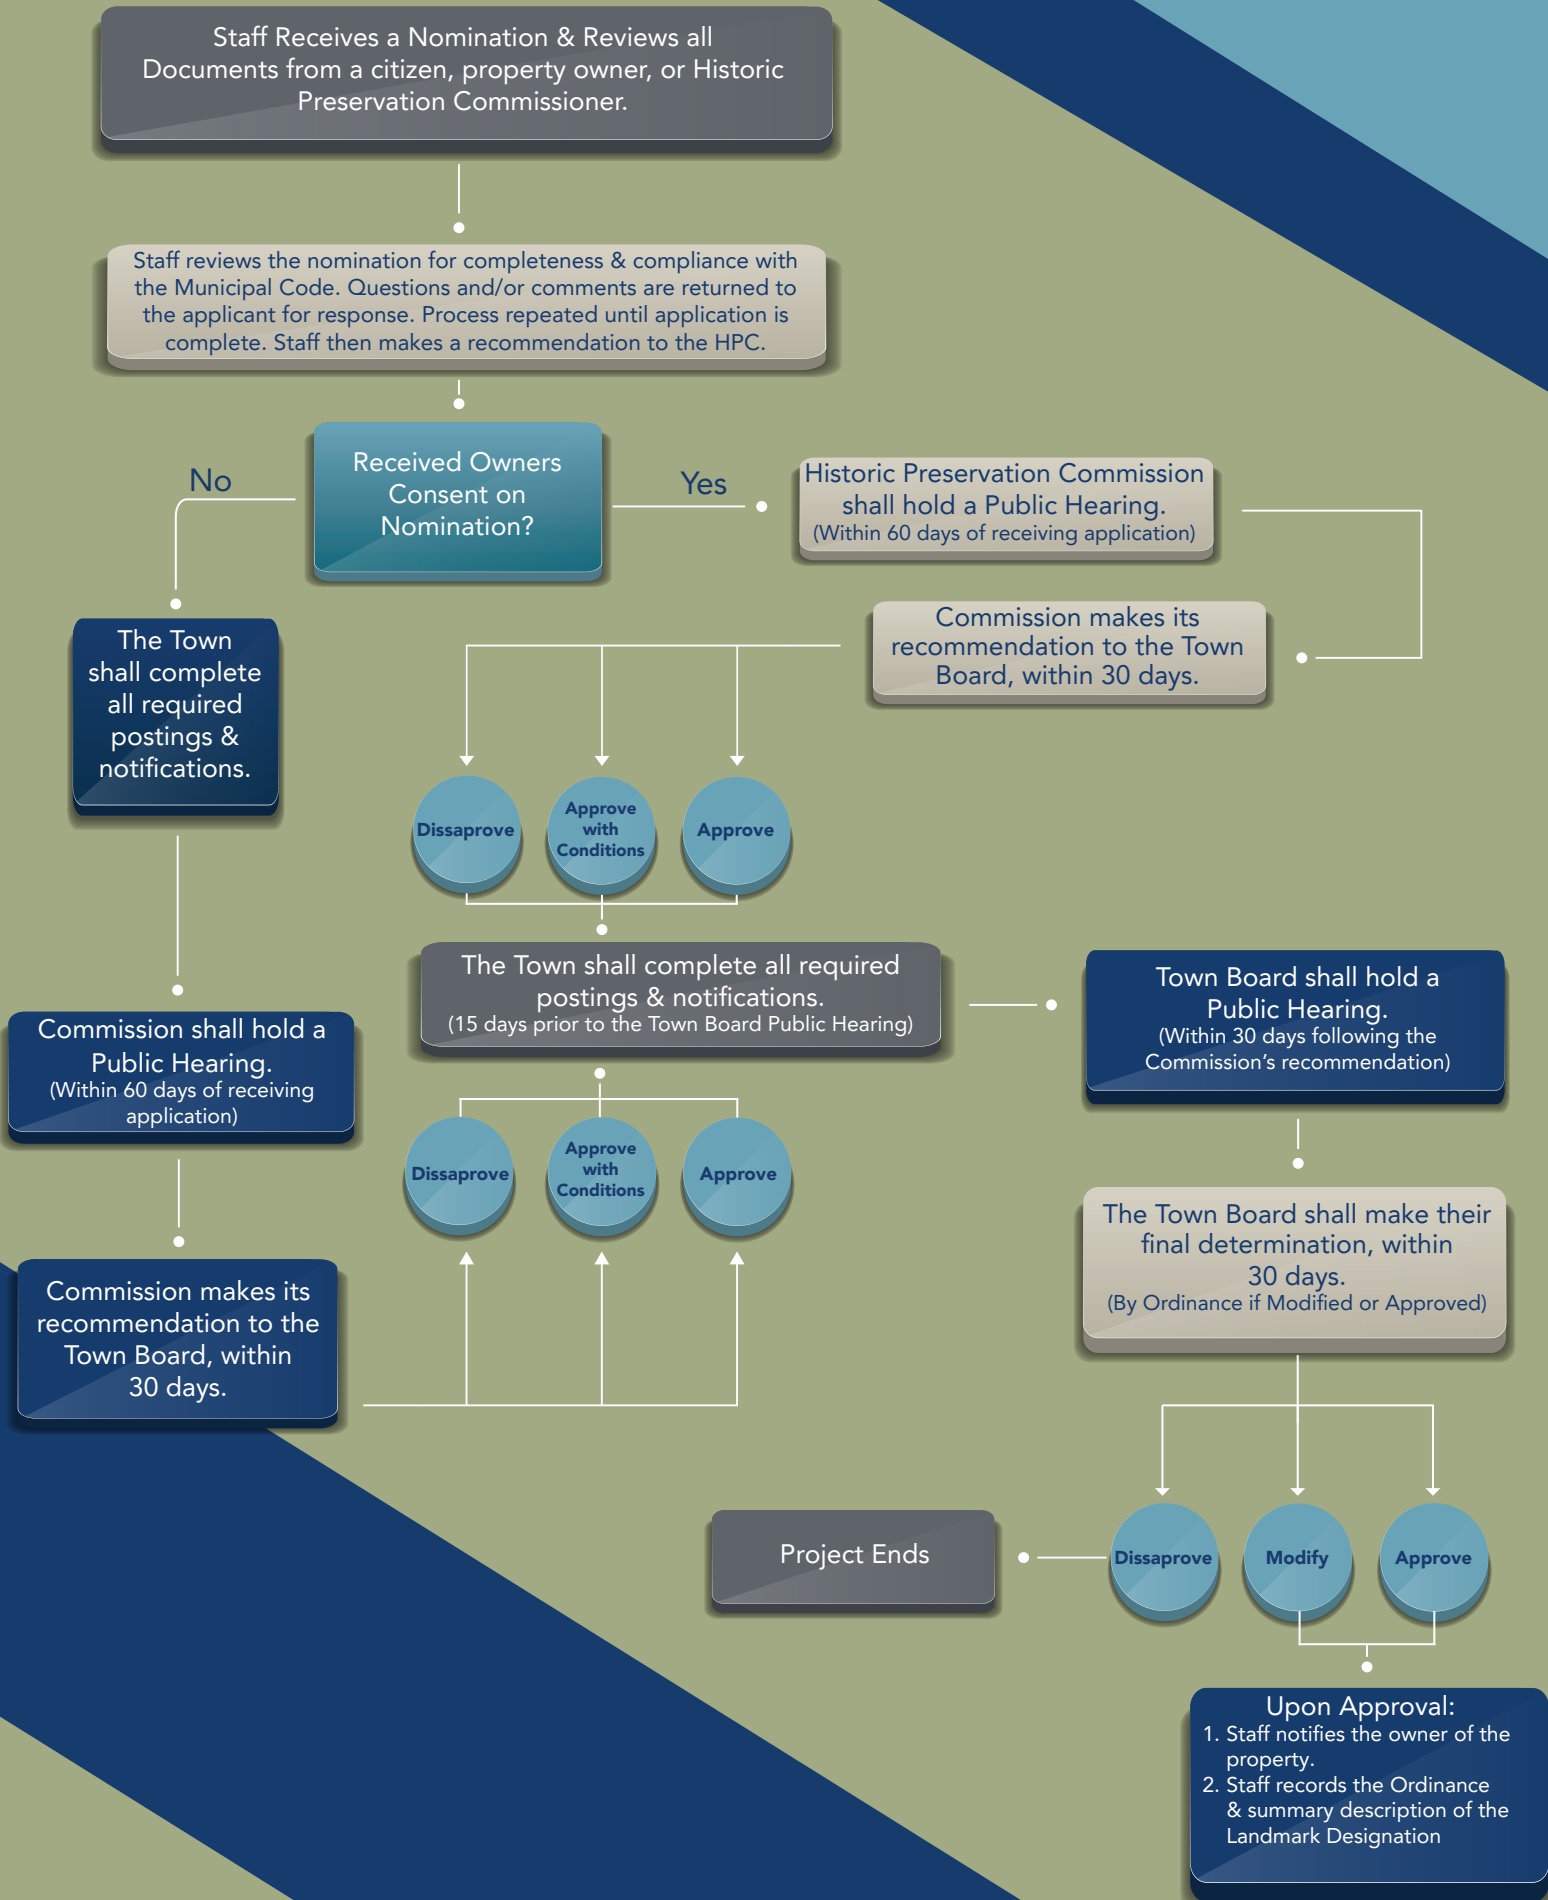 Staff Receives a Nomination & Reviews all
Documents from a citizen, property owner, or Historic
Preservation Commissioner.
Staff reviews the nomination for completeness & compliance with
the Municipal Code. Questions and/or comments are returned to
the applicant for response. Process repeated until application is
complete. Staff then makes a recommendation to the HPC.
Received Owners
Consent on
Nomination?
No
Yes
Historic Preservation Commission
shall hold a Public Hearing.
(Within 60 days of receiving application)
Commission makes its
recommendation to the Town
Board, within 30 days.
The Town
shall complete
all required
postings &
notifications.
Dissaprove
Approve
with
Conditions
Approve
The Town shall complete all required
postings & notifications.
(15 days prior to the Town Board Public Hearing)
Town Board shall hold a
Public Hearing.
(Within 30 days following the
Commission's recommendation)
Commission shall hold a
Public Hearing.
(Within 60 days of receiving
application)
Dissaprove
Approve
with
Conditions
Approve
Commission makes its
recommendation to the
Town Board, within
30 days.
The Town Board shall make their
final determination, within
30 days.
(By Ordinance if Modified or Approved)
Project Ends
Dissaprove
Modify
Approve
Upon Approval:
1. Staff notifies the owner of the
property.
2. Staff records the Ordinance
& summary description of the
Landmark Designation